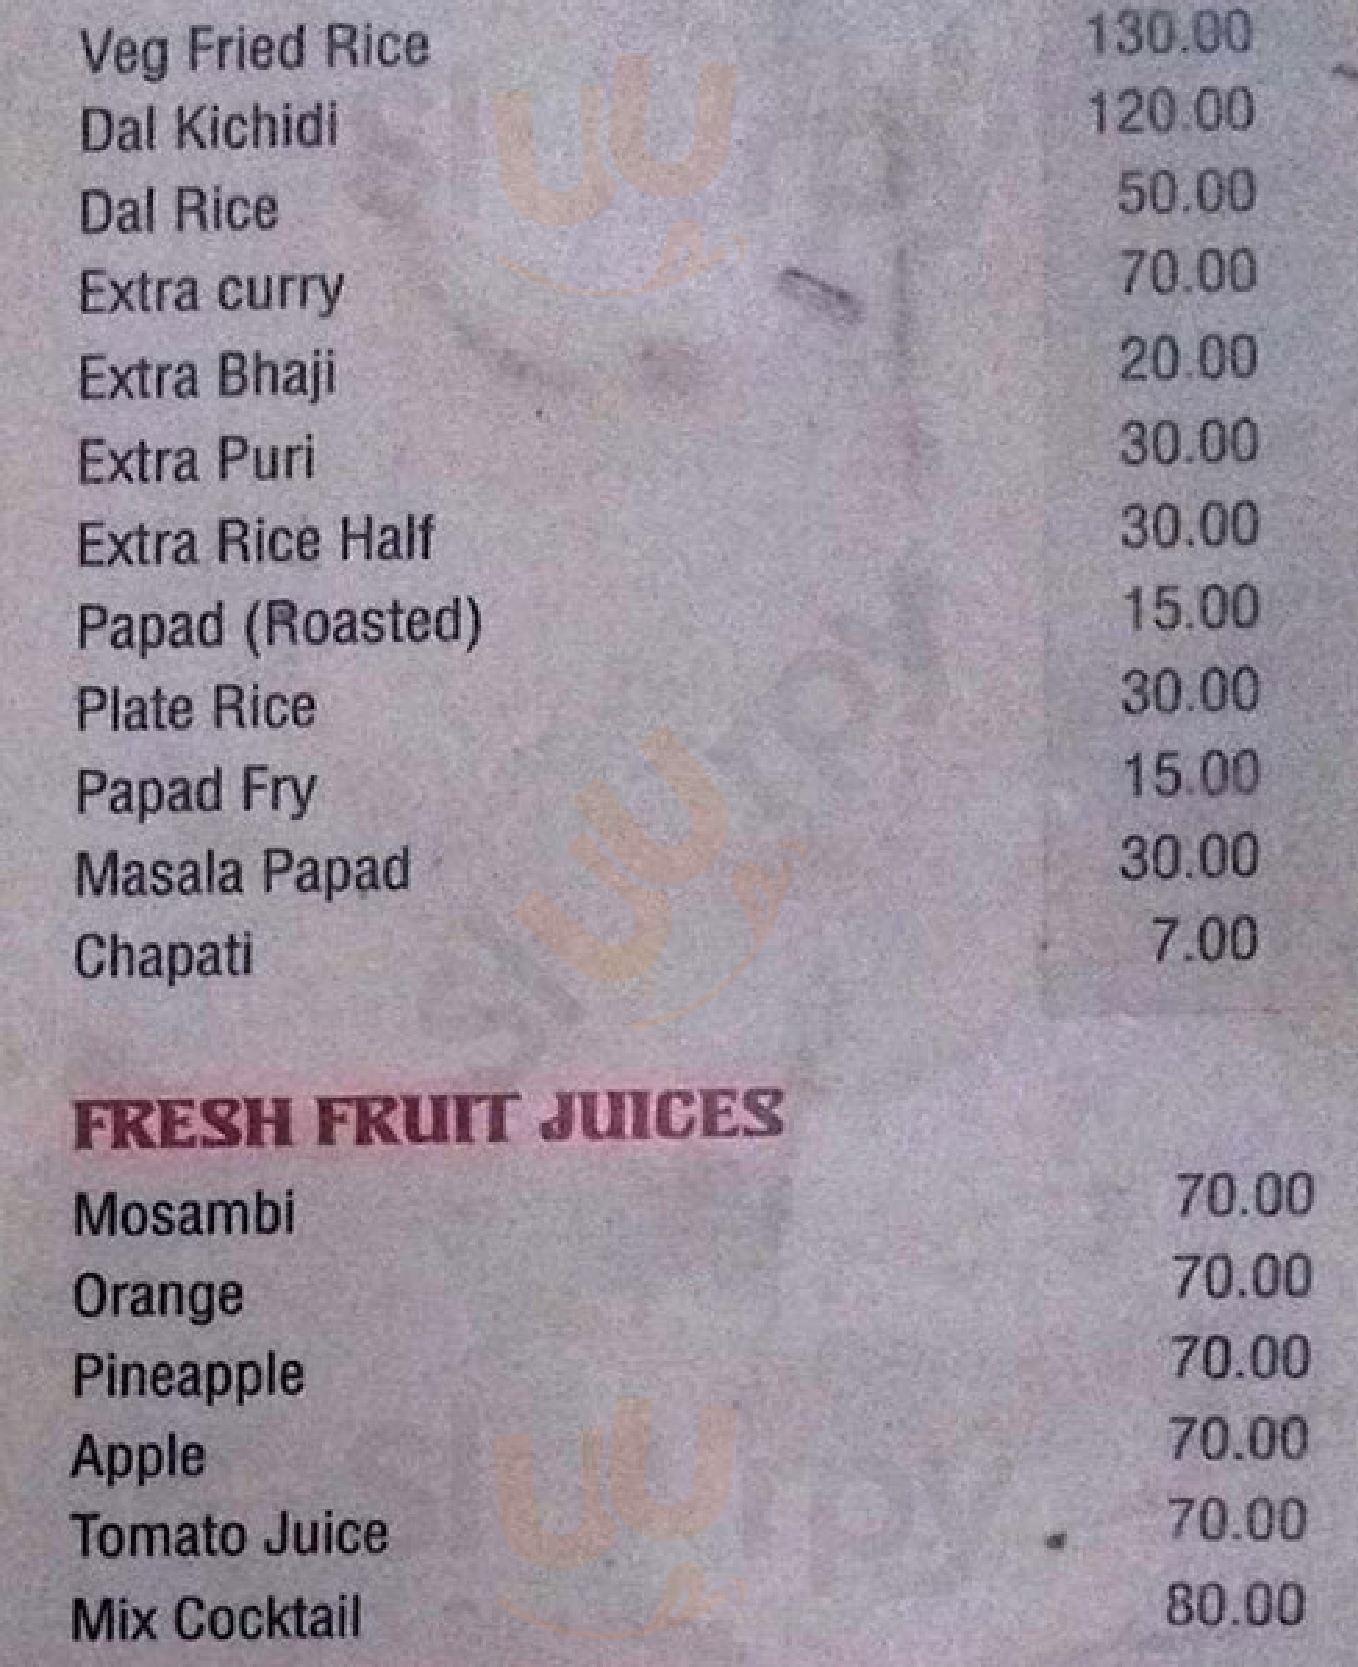 Veg Fried Rice 130.00
Dal Kichidi 120.00
Dal Rice 50.00
Extra curry 70.00
Extra Bhaji 20.00
Extra Puri 30.00
Extra Rice Half 30.00
Papad (Roasted) 15.00
Plate Rice 30.00
Papad Fry 15.00
Masala Papad 30.00
Chapati 7.00
FRESH FRUIT JUICES
Mosambi 70.00
Orange 70.00
Pineapple 70.00
Apple 70.00
Tomato Juice 70.00
Mix Cocktail 80.00